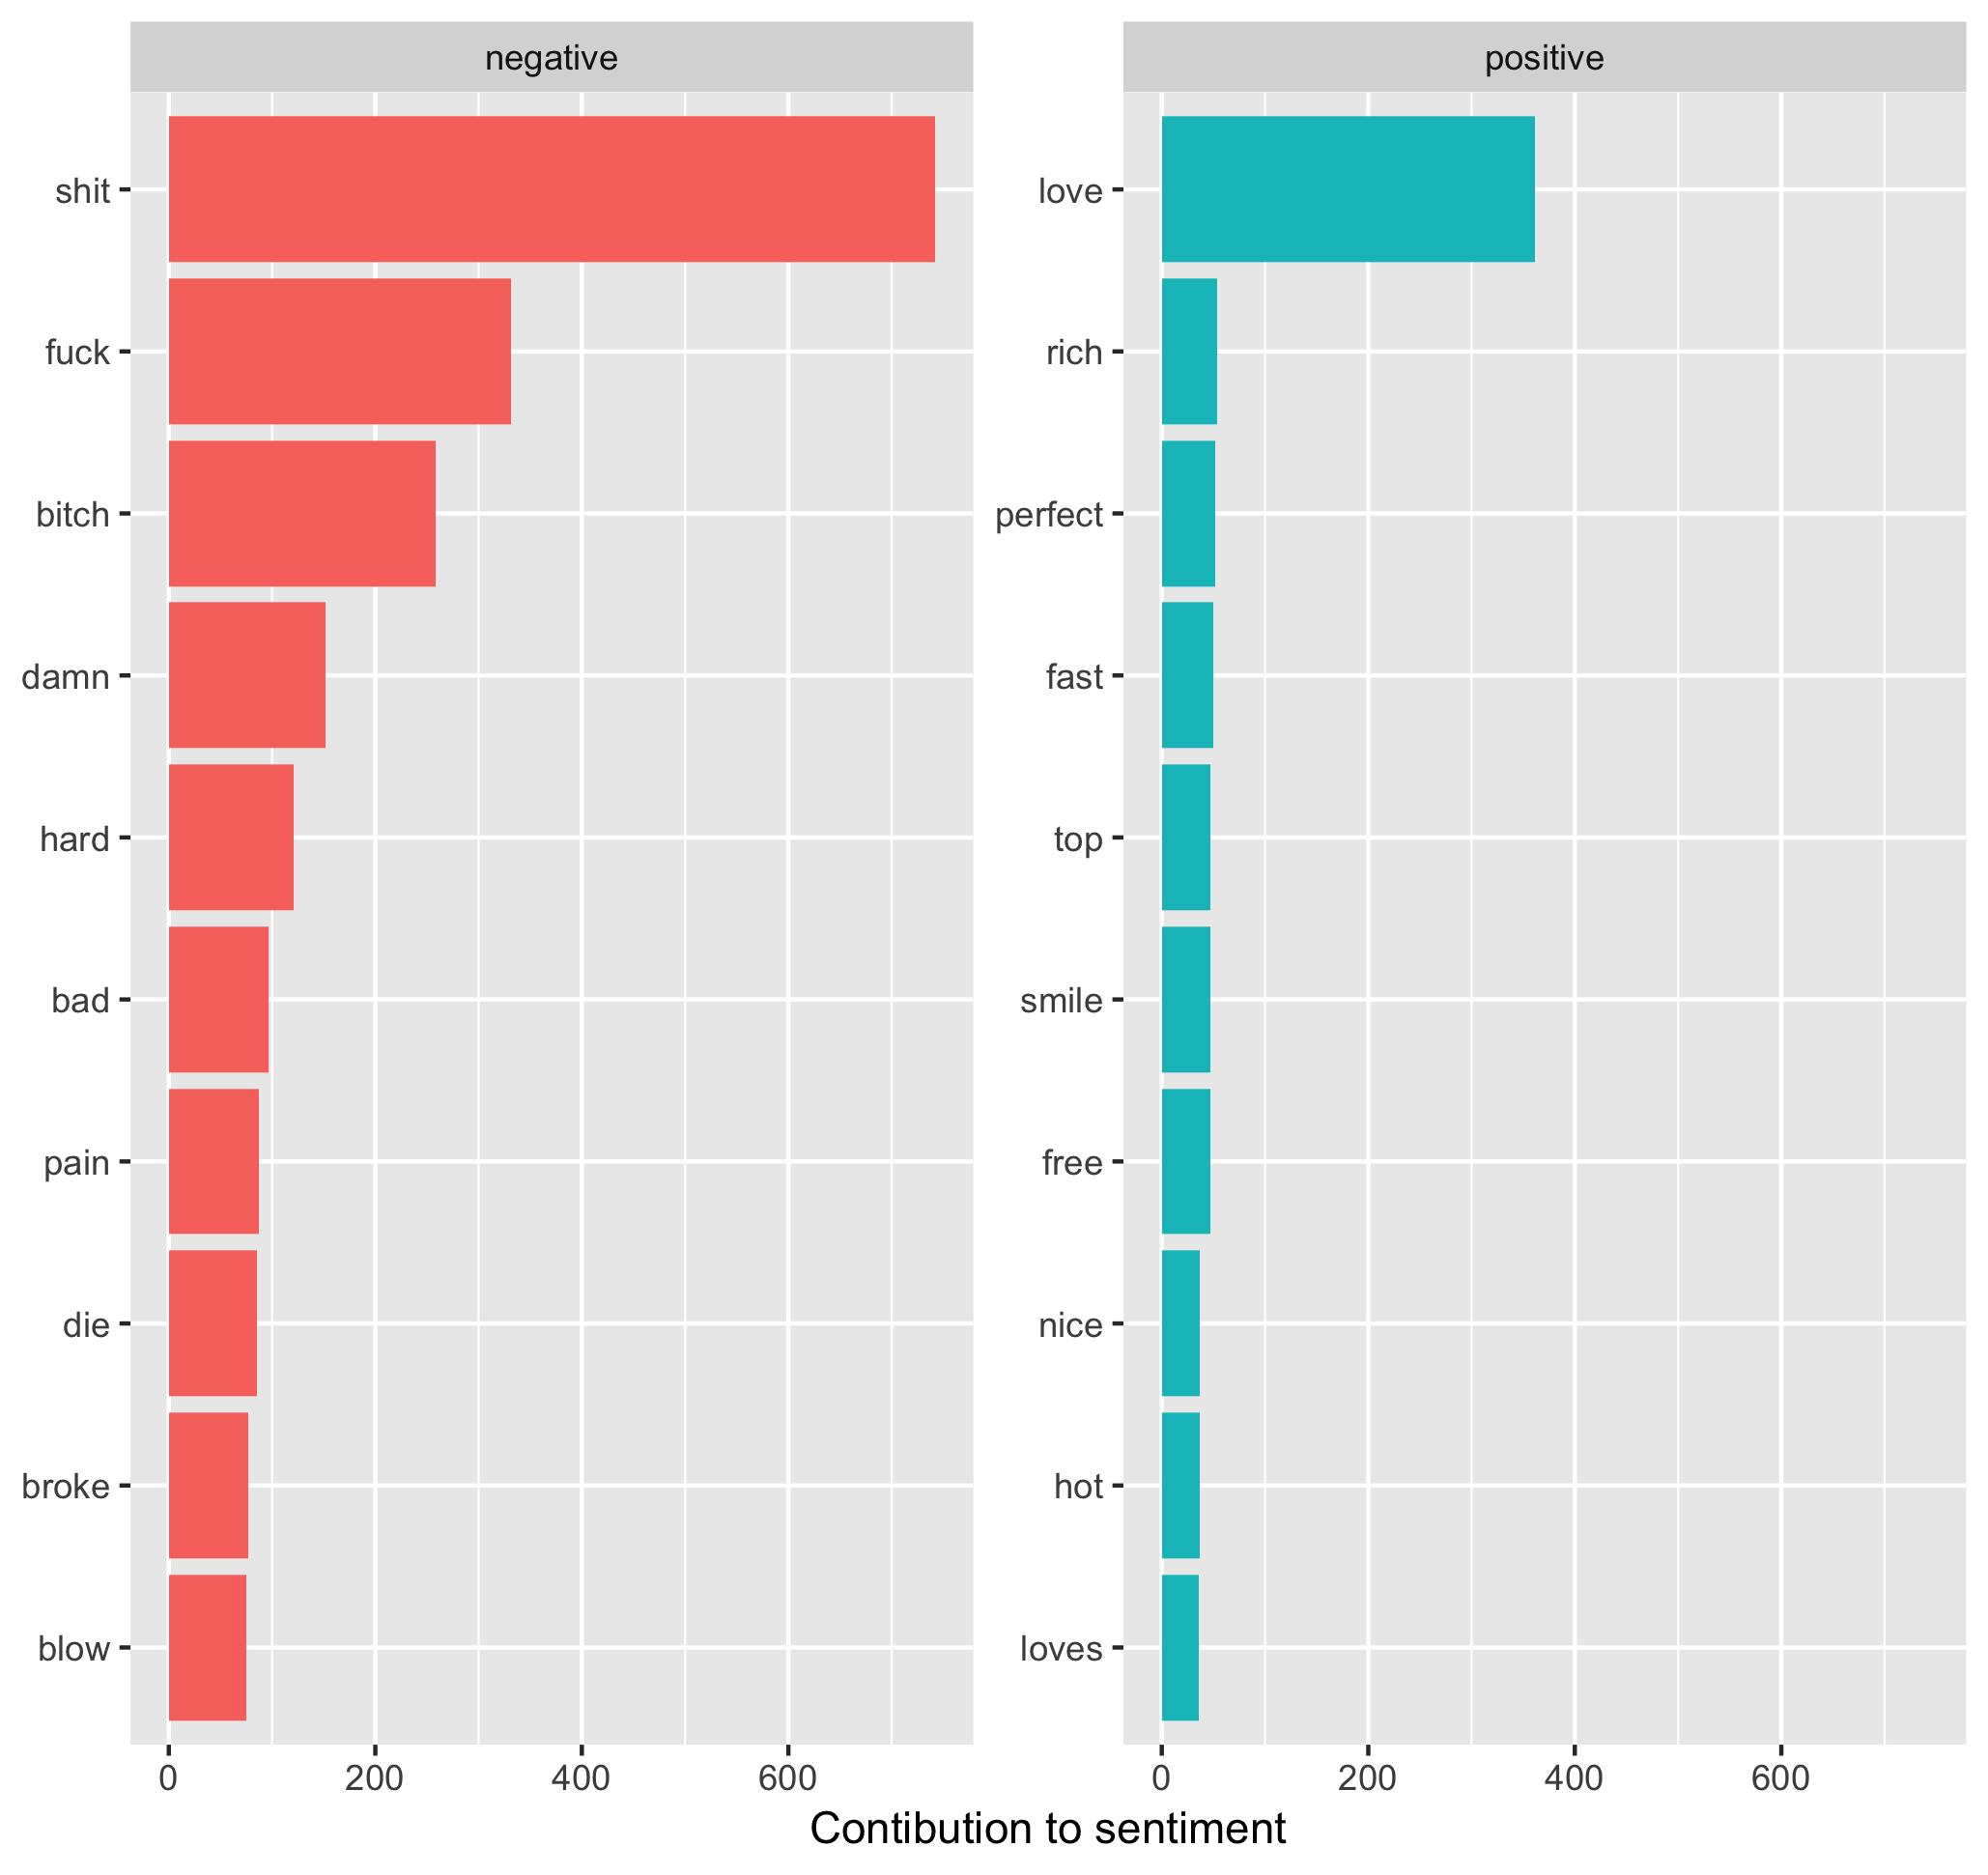 negative
shit
fuck
bitch
damn
hard
bad
pain
die
broke
blow
0 200 400 600
positive
love
rich
perfect
fast
top
smile
free
nice
hot
loves
0 200 400 600
Contibution to sentiment